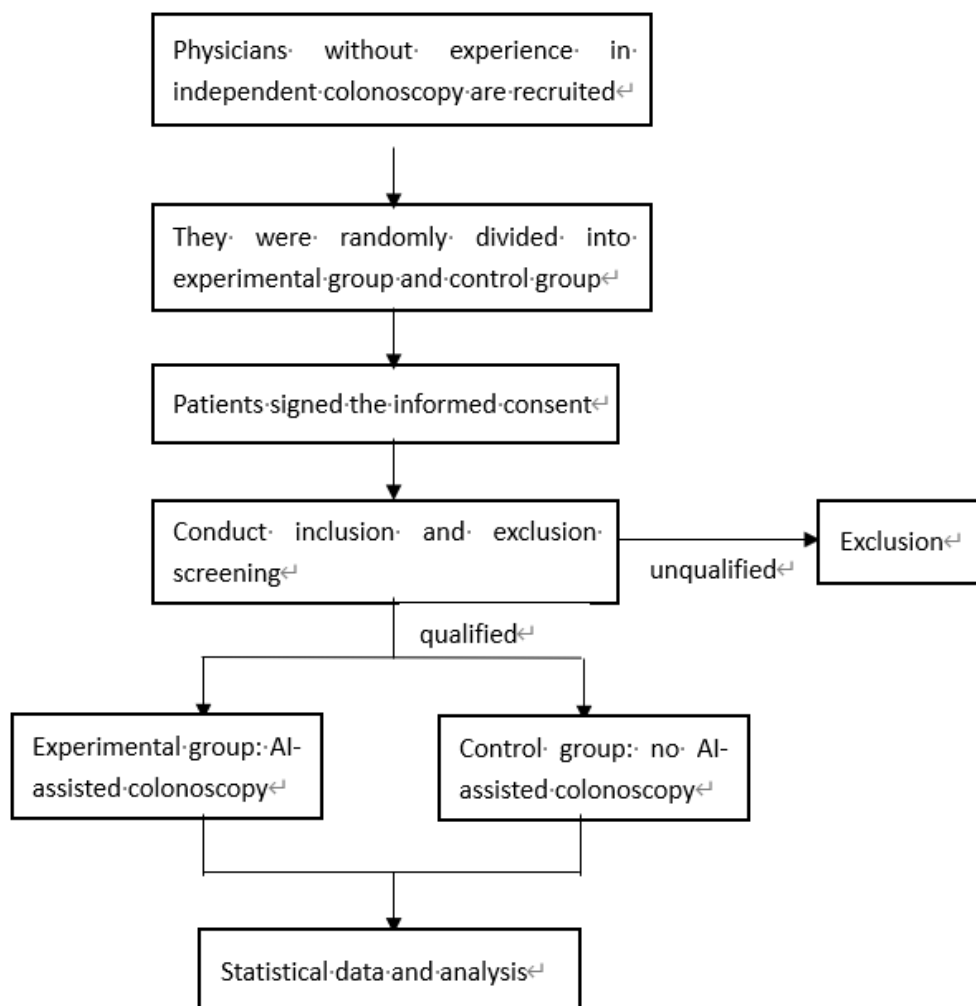 Physicians without experience in
independent colonoscopy are recruited
They were randomly divided into
experimental group and control group
Patients signed the informed consent
Conduct inclusion and exclusion
screening
Exclusion
unqualified
qualified
Experimental group: AI-
assisted colonoscopy
Control group: no AI-
assisted colonoscopy
Statistical data and analysis